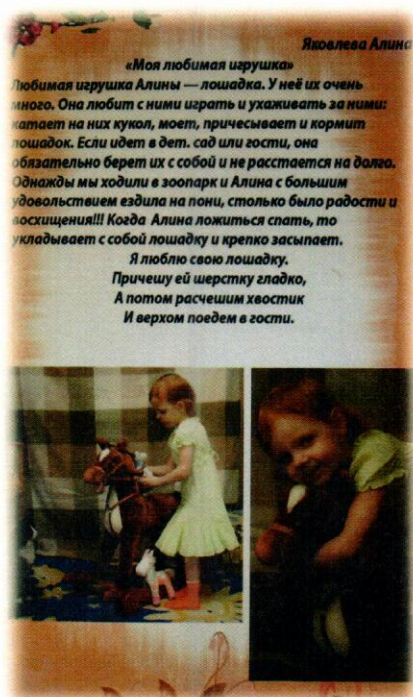 Яковлева Алина
«Моя любимая игрушка»
Любимая игрушка Алины — лошадка. У неё их очень
много. Она любит с ними играть и ухаживать за ними:
катает на них кукол, моет, причесывает и кормит
лошадок. Если идет в дет. сад или гости, она
обязательно берет их с собой и не расстается на долго.
Однажды мы ходили в зоопарк и Алина с большим
удовольствием ездила на пони, столько было радости и
восхищения!!! Когда Алина ложиться спать, то
укладывает с собой лошадку и крепко засыпает.
Я люблю свою лошадку.
Причешу ей шерстку гладко,
А потом расчешим хвостик
И верхом поедем в гости.